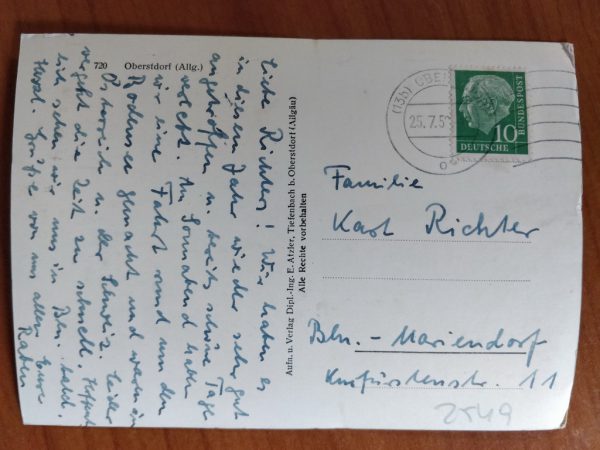 720 Oberstdorf (Allg.)
Liebe Richters! Wir haben es
in diesem Jahr wieder sehr gut
angetroffen u. bereits schöne Tage
verlebt. Am Sonnabend haben
wir eine Fahrt rund um den
Bodensee gemacht und waren in
Österreich u. der Schweiz. Leider
vergeht die Zeit zu schnell. Hoffent
lich sehen wir uns in Bln. bald.
Herzl. Grüße von uns allen Eure
Raben
Aufn. u. Verlag Dipl.-Ing. E. Atzler, Tiefenbach b. Oberstdorf (Allgäu)
Alle Rechte vorbehalten
(13b) OBE
25.7.5
10
DEUTSCHE
BUNDESPOST
Familie
Karl Richter
Bln. - Mariendorf
Kurfürstenstr. 11
2549